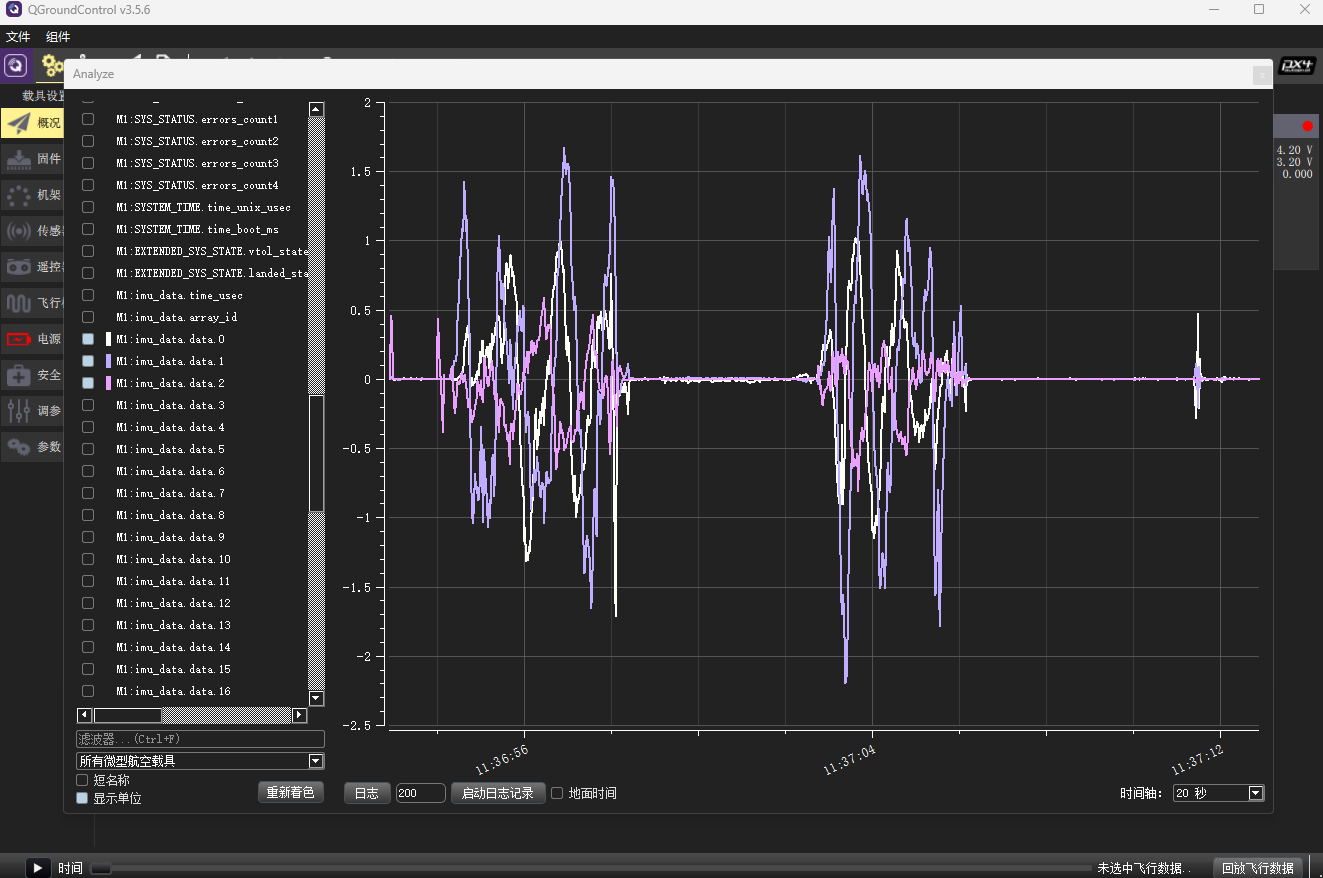 QGroundControl v3.5.6
文件 组件
Analyze
px4
载具设置
概况
固件
机架
传感
遥控
飞行
电源
安全
调参
参数
M1:SYS_STATUS.errors_count1
M1:SYS_STATUS.errors_count2
M1:SYS_STATUS.errors_count3
M1:SYS_STATUS.errors_count4
M1:SYSTEM_TIME.time_unix_usec
M1:SYSTEM_TIME.time_boot_ms
M1:EXTENDED_SYS_STATE.vtol_state
M1:EXTENDED_SYS_STATE.landed_sta
M1:imu_data.time_usec
M1:imu_data.array_id
M1:imu_data.data.0
M1:imu_data.data.1
M1:imu_data.data.2
M1:imu_data.data.3
M1:imu_data.data.4
M1:imu_data.data.5
M1:imu_data.data.6
M1:imu_data.data.7
M1:imu_data.data.8
M1:imu_data.data.9
M1:imu_data.data.10
M1:imu_data.data.11
M1:imu_data.data.12
M1:imu_data.data.13
M1:imu_data.data.14
M1:imu_data.data.15
M1:imu_data.data.16
滤波器...(Ctrl+F)
所有微型航空载具
短名称
显示单位
重新着色
2
1.5
1
0.5
0
-0.5
-1
-1.5
-2
-2.5
11:36:56
11:37:04
11:37:12
日志 200 启动日志记录 地面时间
时间轴: 20 秒
4.20 V
3.20 V
0.000
时间
未选中飞行数据..
回放飞行数据